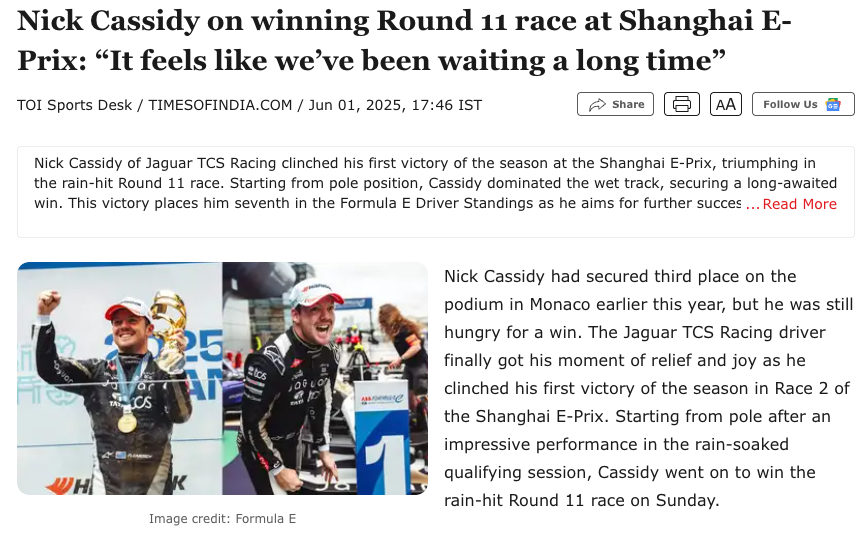 Nick Cassidy on winning Round 11 race at Shanghai E-
Prix: “It feels like we’ve been waiting a long time”
TOI Sports Desk / TIMESOFINDIA.COM / Jun 01, 2025, 17:46 IST
Share
AA
Follow Us
Nick Cassidy of Jaguar TCS Racing clinched his first victory of the season at the Shanghai E-Prix, triumphing in
the rain-hit Round 11 race. Starting from pole position, Cassidy dominated the wet track, securing a long-awaited
win. This victory places him seventh in the Formula E Driver Standings as he aims for further succes ...Read More
Nick Cassidy had secured third place on the
podium in Monaco earlier this year, but he was still
hungry for a win. The Jaguar TCS Racing driver
finally got his moment of relief and joy as he
clinched his first victory of the season in Race 2 of
the Shanghai E-Prix. Starting from pole after an
impressive performance in the rain-soaked
qualifying session, Cassidy went on to win the
rain-hit Round 11 race on Sunday.
1
Image credit: Formula E